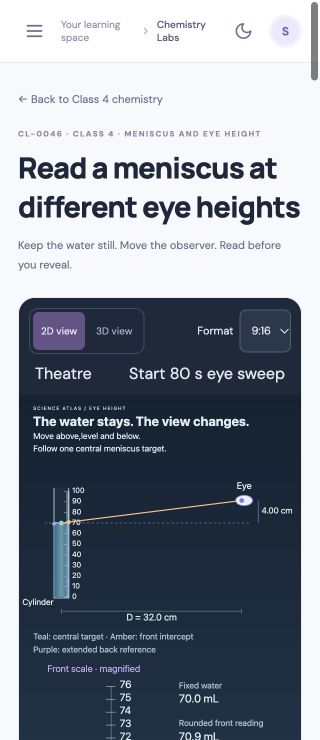 Your learning space › Chemistry Labs
S
← Back to Class 4 chemistry
CL-0046 · CLASS 4 · MENISCUS AND EYE HEIGHT
Read a meniscus at
different eye heights
Keep the water still. Move the observer. Read before
you reveal.
2D view
3D view
Format
9:16
Theatre
Start 80 s eye sweep
SCIENCE ATLAS / EYE HEIGHT
The water stays. The view changes.
Move above,level and below.
Follow one central meniscus target.
Eye
4.00 cm
100
90
80
70
60
50
40
30
20
10
0
Cylinder
D = 32.0 cm
Teal: central target · Amber: front intercept
Purple: extended back reference
Front scale · magnified
76
75
74
73
72
Fixed water
70.0 mL
Rounded front reading
70.9 mL